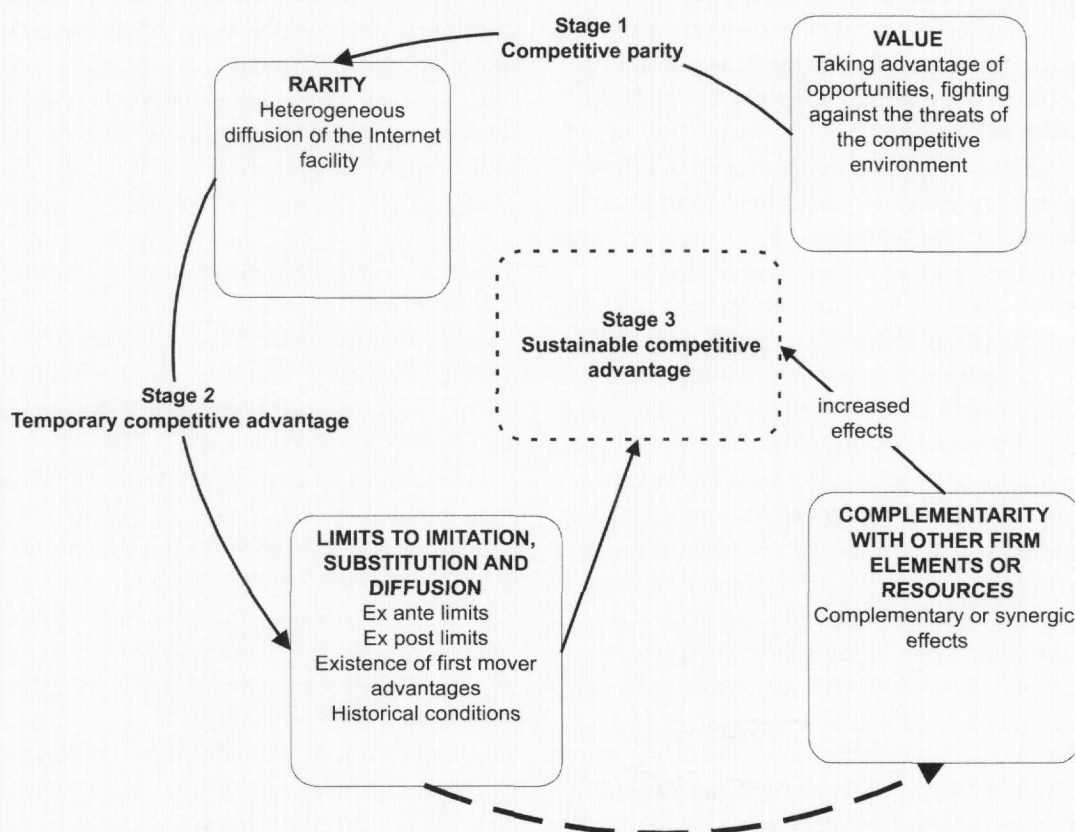 Stage 1
Competitive parity
VALUE
Taking advantage of
opportunities, fighting
against the threats of
the competitive
environment
RARITY
Heterogeneous
diffusion of the Internet
facility
Stage 3
Sustainable competitive
advantage
Stage 2
Temporary competitive advantage
increased
effects
LIMITS TO IMITATION,
SUBSTITUTION AND
DIFFUSION
Ex ante limits
Ex post limits
Existence of first mover
advantages
Historical conditions
COMPLEMENTARITY
WITH OTHER FIRM
ELEMENTS OR
RESOURCES
Complementary or synergic
effects